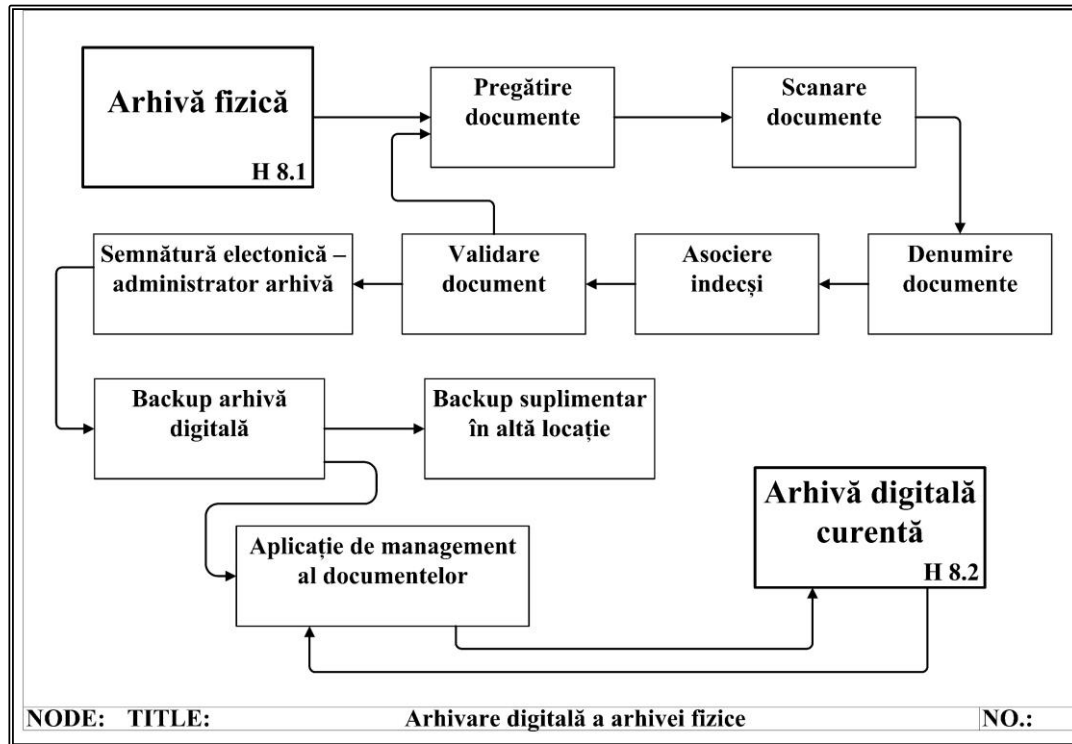 Arhivă fizică
H 8.1
Pregătire
documente
Scanare
documente
Semnătură electonică –
administrator arhivă
Validare
document
Asociere
indecși
Denumire
documente
Backup arhivă
digitală
Backup suplimentar
în altă locație
Arhivă digitală
curentă
H 8.2
Aplicație de management
al documentelor
NODE: TITLE: Arhivare digitală a arhivei fizice NO.: